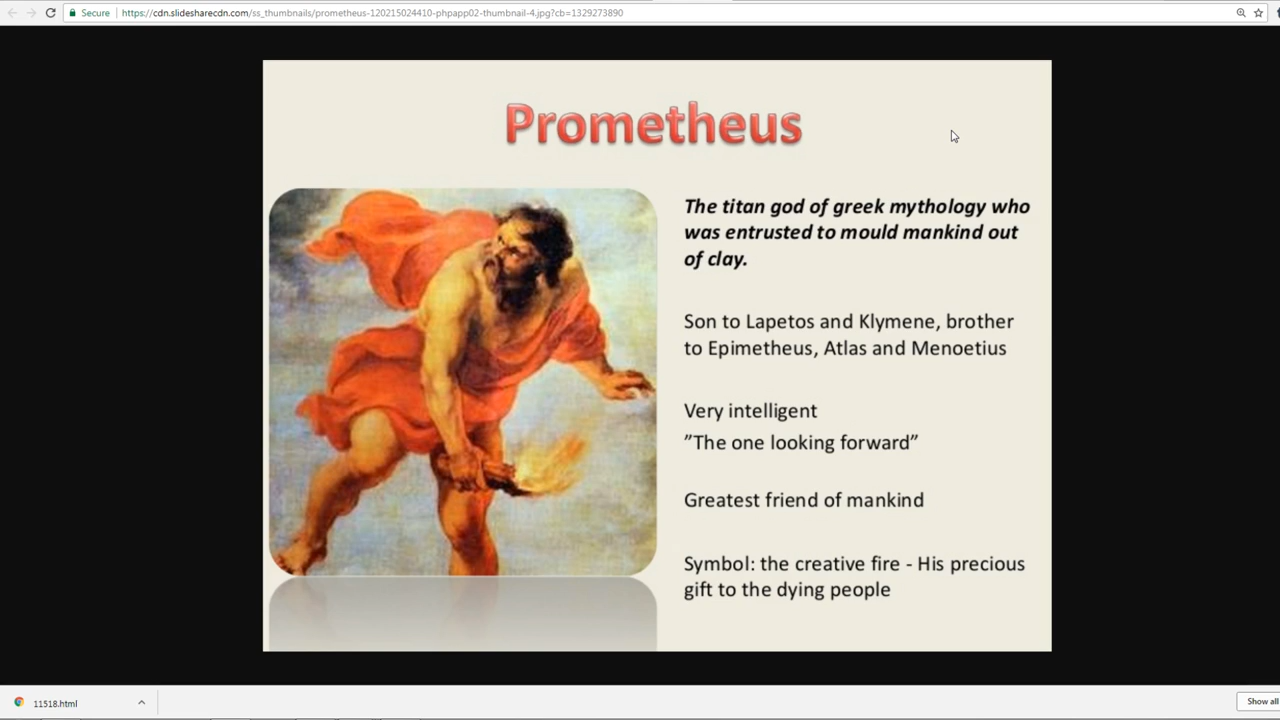 Secure
https://cdn.slidesharecdn.com/ss_thumbnails/prometheus-120215024410-phpapp02-thumbnail-4.jpg?cb=1329273890
Prometheus
The titan god of greek mythology who
was entrusted to mould mankind out
of clay.
Son to Lapetos and Klymene, brother
to Epimetheus, Atlas and Menoetius
Very intelligent
”The one looking forward”
Greatest friend of mankind
Symbol: the creative fire - His precious
gift to the dying people
11518.html
Show all